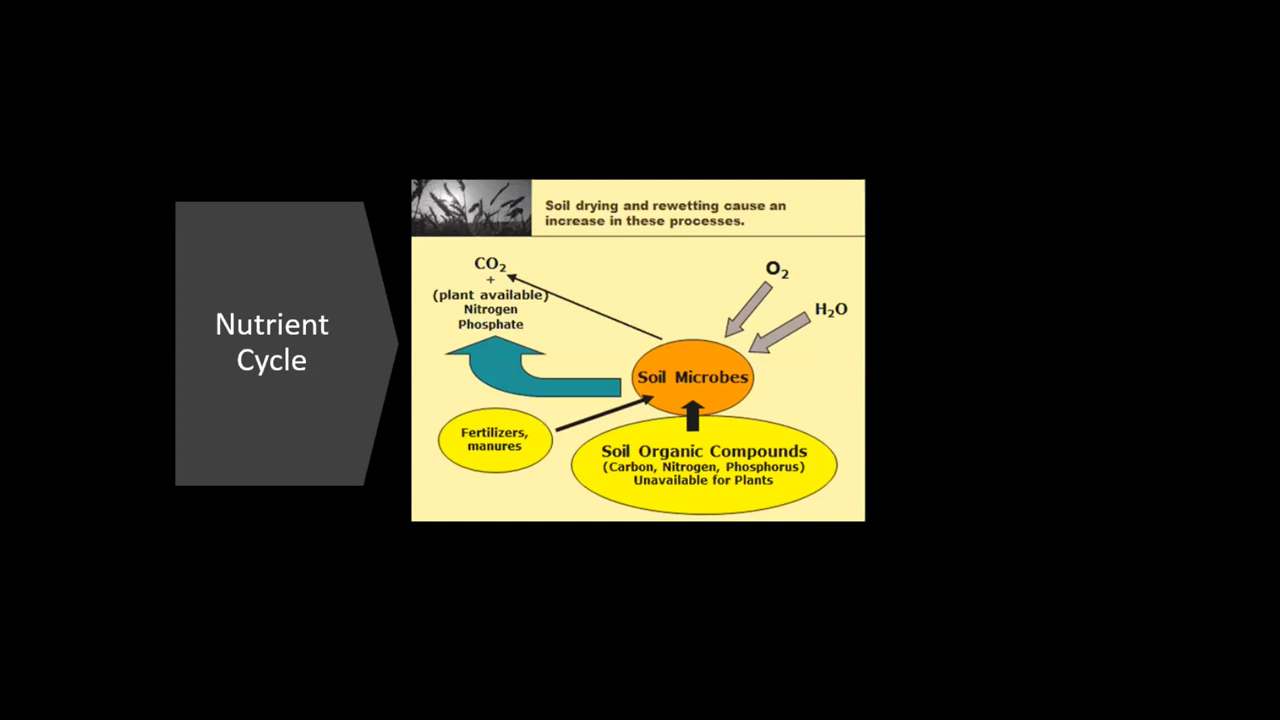 Nutrient
Cycle
Soil drying and rewetting cause an
increase in these processes.
CO₂
+
(plant available)
Nitrogen
Phosphate
O₂
H₂O
Soil Microbes
Fertilizers,
manures
Soil Organic Compounds
(Carbon, Nitrogen, Phosphorus)
Unavailable for Plants